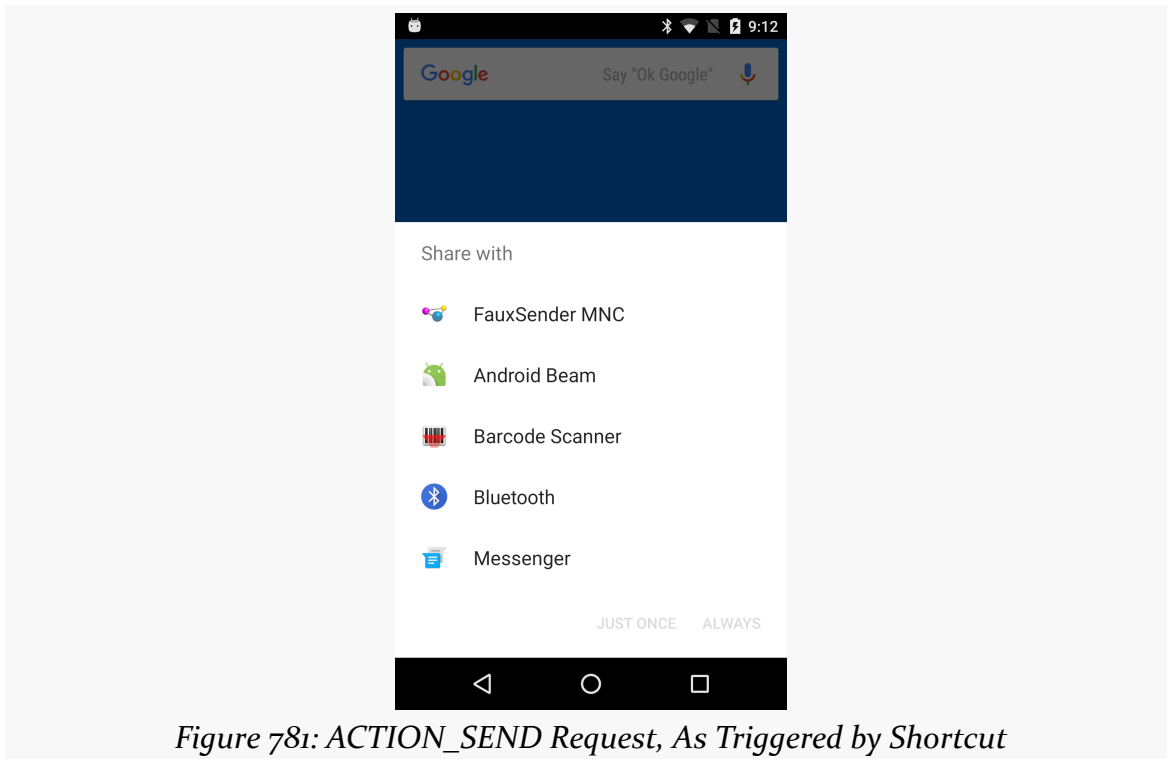 9:12
Google Say "Ok Google"
Share with
FauxSender MNC
Android Beam
Barcode Scanner
Bluetooth
Messenger
JUST ONCE ALWAYS
Figure 781: ACTION_SEND Request, As Triggered by Shortcut